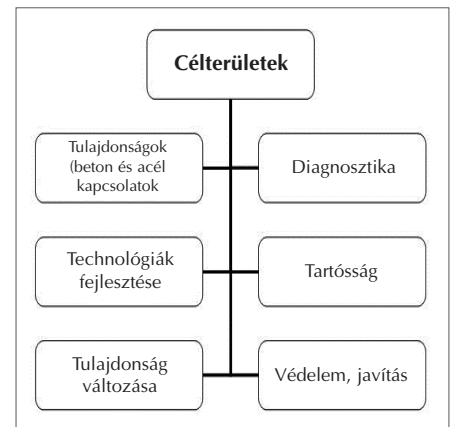 Célterületek
Tulajdonságok
(beton és acél
kapcsolatok
Diagnosztika
Technológiák
fejlesztése
Tartósság
Tulajdonság
változása
Védelem, javítás